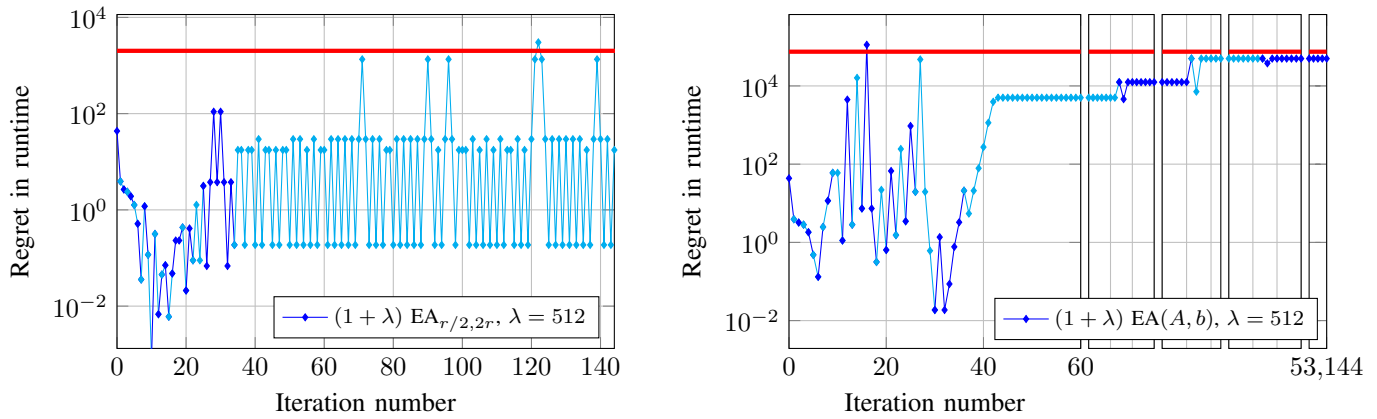 10^4
10^2
10^0
10^{-2}
Regret in runtime
(1 + λ) EA_{r/2,2r}, λ = 512
0 20 40 60 80 100 120 140
Iteration number
10^4
10^2
10^0
10^{-2}
Regret in runtime
(1 + λ) EA(A, b), λ = 512
0 20 40 60 53,144
Iteration number